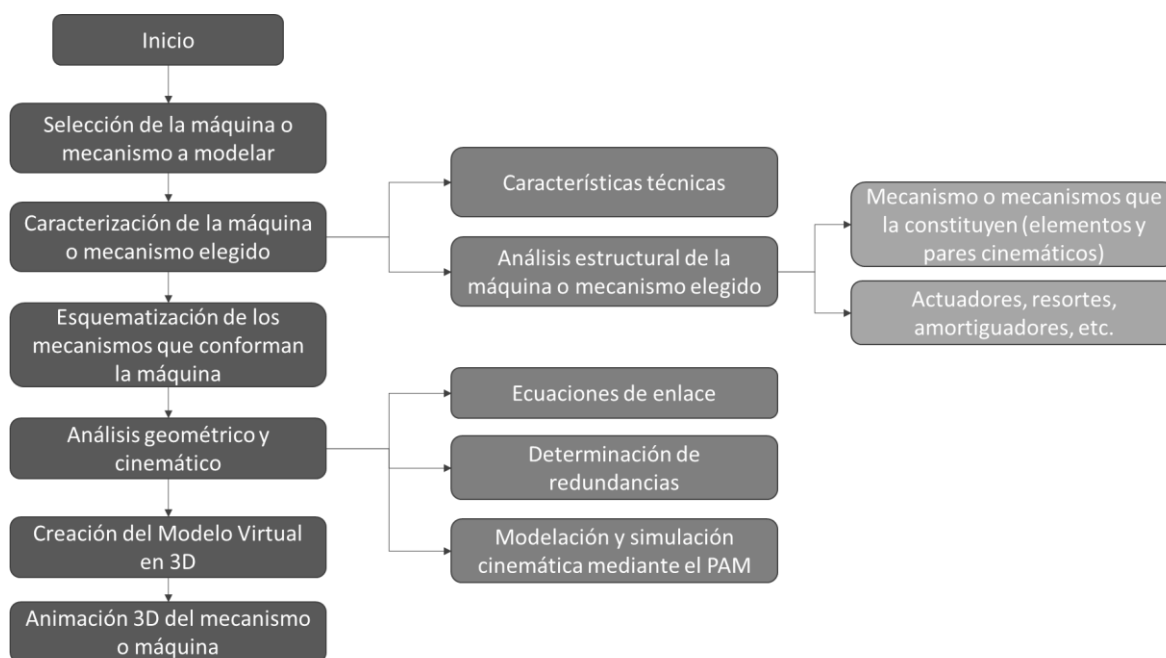 Inicio
Selección de la máquina o
mecanismo a modelar
Caracterización de la máquina
o mecanismo elegido
Esquematización de los
mecanismos que conforman
la máquina
Análisis geométrico y
cinemático
Creación del Modelo Virtual
en 3D
Animación 3D del mecanismo
o máquina
Características técnicas
Análisis estructural de la
máquina o mecanismo elegido
Ecuaciones de enlace
Determinación de
redundancias
Modelación y simulación
cinemática mediante el PAM
Mecanismo o mecanismos que
la constituyen (elementos y
pares cinemáticos)
Actuadores, resortes,
amortiguadores, etc.